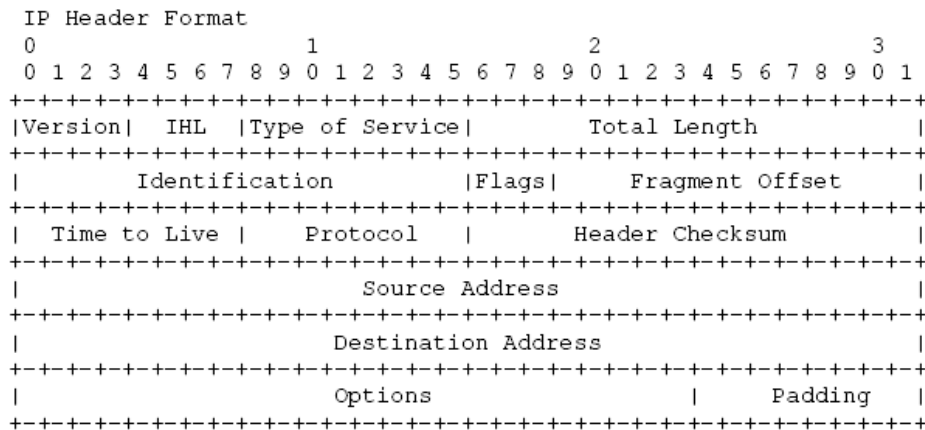 IP Header Format
0                   1                   2                   3
0 1 2 3 4 5 6 7 8 9 0 1 2 3 4 5 6 7 8 9 0 1 2 3 4 5 6 7 8 9 0 1
+-+-+-+-+-+-+-+-+-+-+-+-+-+-+-+-+-+-+-+-+-+-+-+-+-+-+-+-+-+-+-+-+
|Version|  IHL  |Type of Service|        Total Length           |
+-+-+-+-+-+-+-+-+-+-+-+-+-+-+-+-+-+-+-+-+-+-+-+-+-+-+-+-+-+-+-+-+
|        Identification         |Flags|     Fragment Offset     |
+-+-+-+-+-+-+-+-+-+-+-+-+-+-+-+-+-+-+-+-+-+-+-+-+-+-+-+-+-+-+-+-+
|  Time to Live |    Protocol   |       Header Checksum         |
+-+-+-+-+-+-+-+-+-+-+-+-+-+-+-+-+-+-+-+-+-+-+-+-+-+-+-+-+-+-+-+-+
|                        Source Address                         |
+-+-+-+-+-+-+-+-+-+-+-+-+-+-+-+-+-+-+-+-+-+-+-+-+-+-+-+-+-+-+-+-+
|                      Destination Address                      |
+-+-+-+-+-+-+-+-+-+-+-+-+-+-+-+-+-+-+-+-+-+-+-+-+-+-+-+-+-+-+-+-+
|                      Options                  |     Padding   |
+-+-+-+-+-+-+-+-+-+-+-+-+-+-+-+-+-+-+-+-+-+-+-+-+-+-+-+-+-+-+-+-+